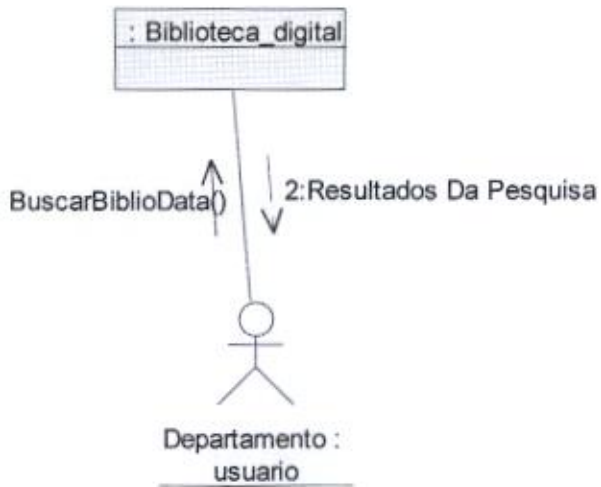 : Biblioteca_digital
BuscarBiblioData()
2:Resultados Da Pesquisa
Departamento :
usuario